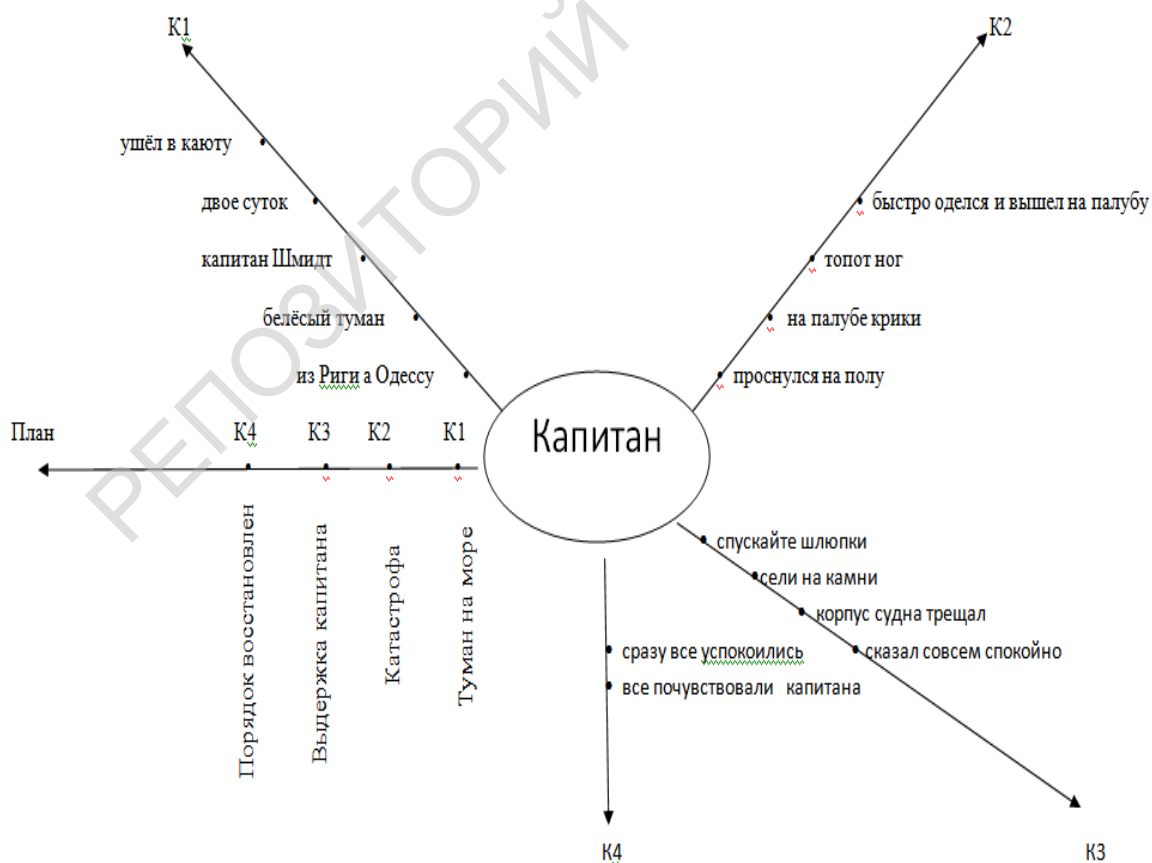 К1
К2
ушёл в каюту
двое суток
капитан Шмидт
белёсый туман
из Риги а Одессу
быстро оделся и вышел на палубу
топот ног
на палубе крики
проснулся на полу
Капитан
План
К4
К3
К2
К1
Порядок восстановлен
Выдержка капитана
Катастрофа
Туман на море
спускайте шлюпки
сели на камни
корпус судна трещал
сказал совсем спокойно
сразу все успокоились
все почувствовали капитана
К4
К3
РЕПОЗИТОРИЙ